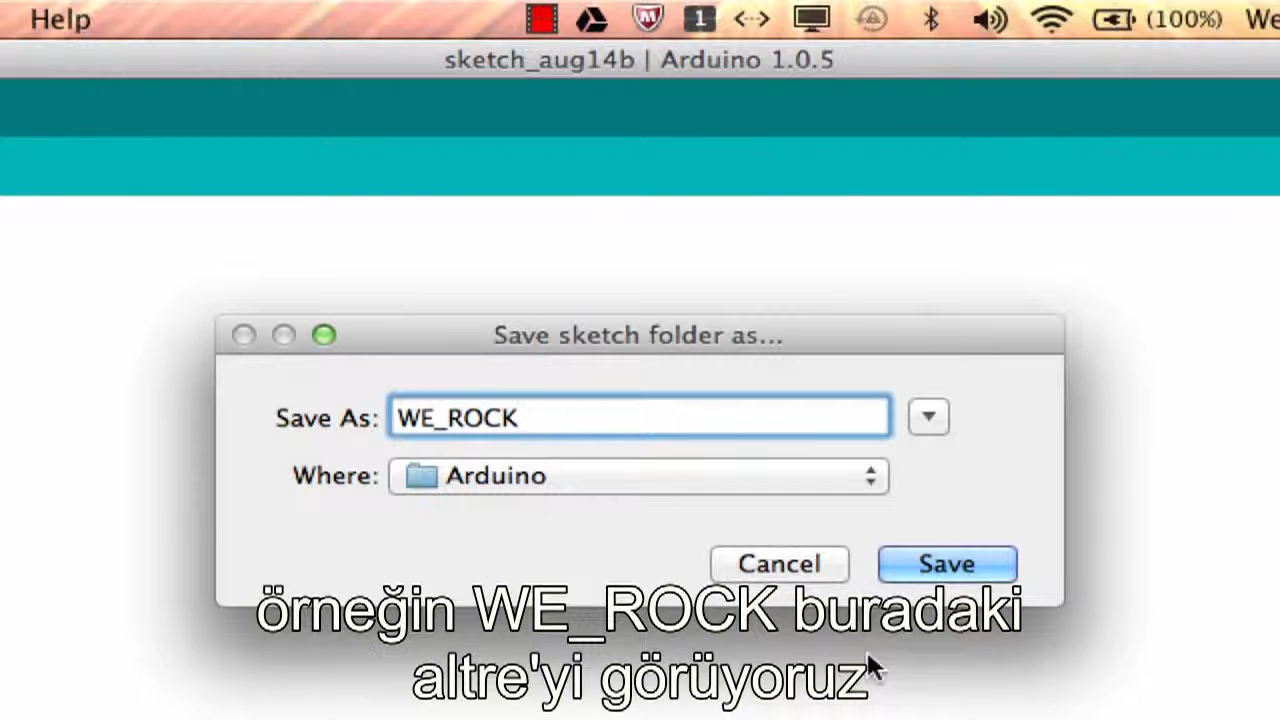 Help
1
(100%)
We
sketch_aug14b | Arduino 1.0.5
Save sketch folder as...
Save As: WE_ROCK
Where: Arduino
Cancel Save
örneğin WE_ROCK buradaki
altre'yi görüyoruz